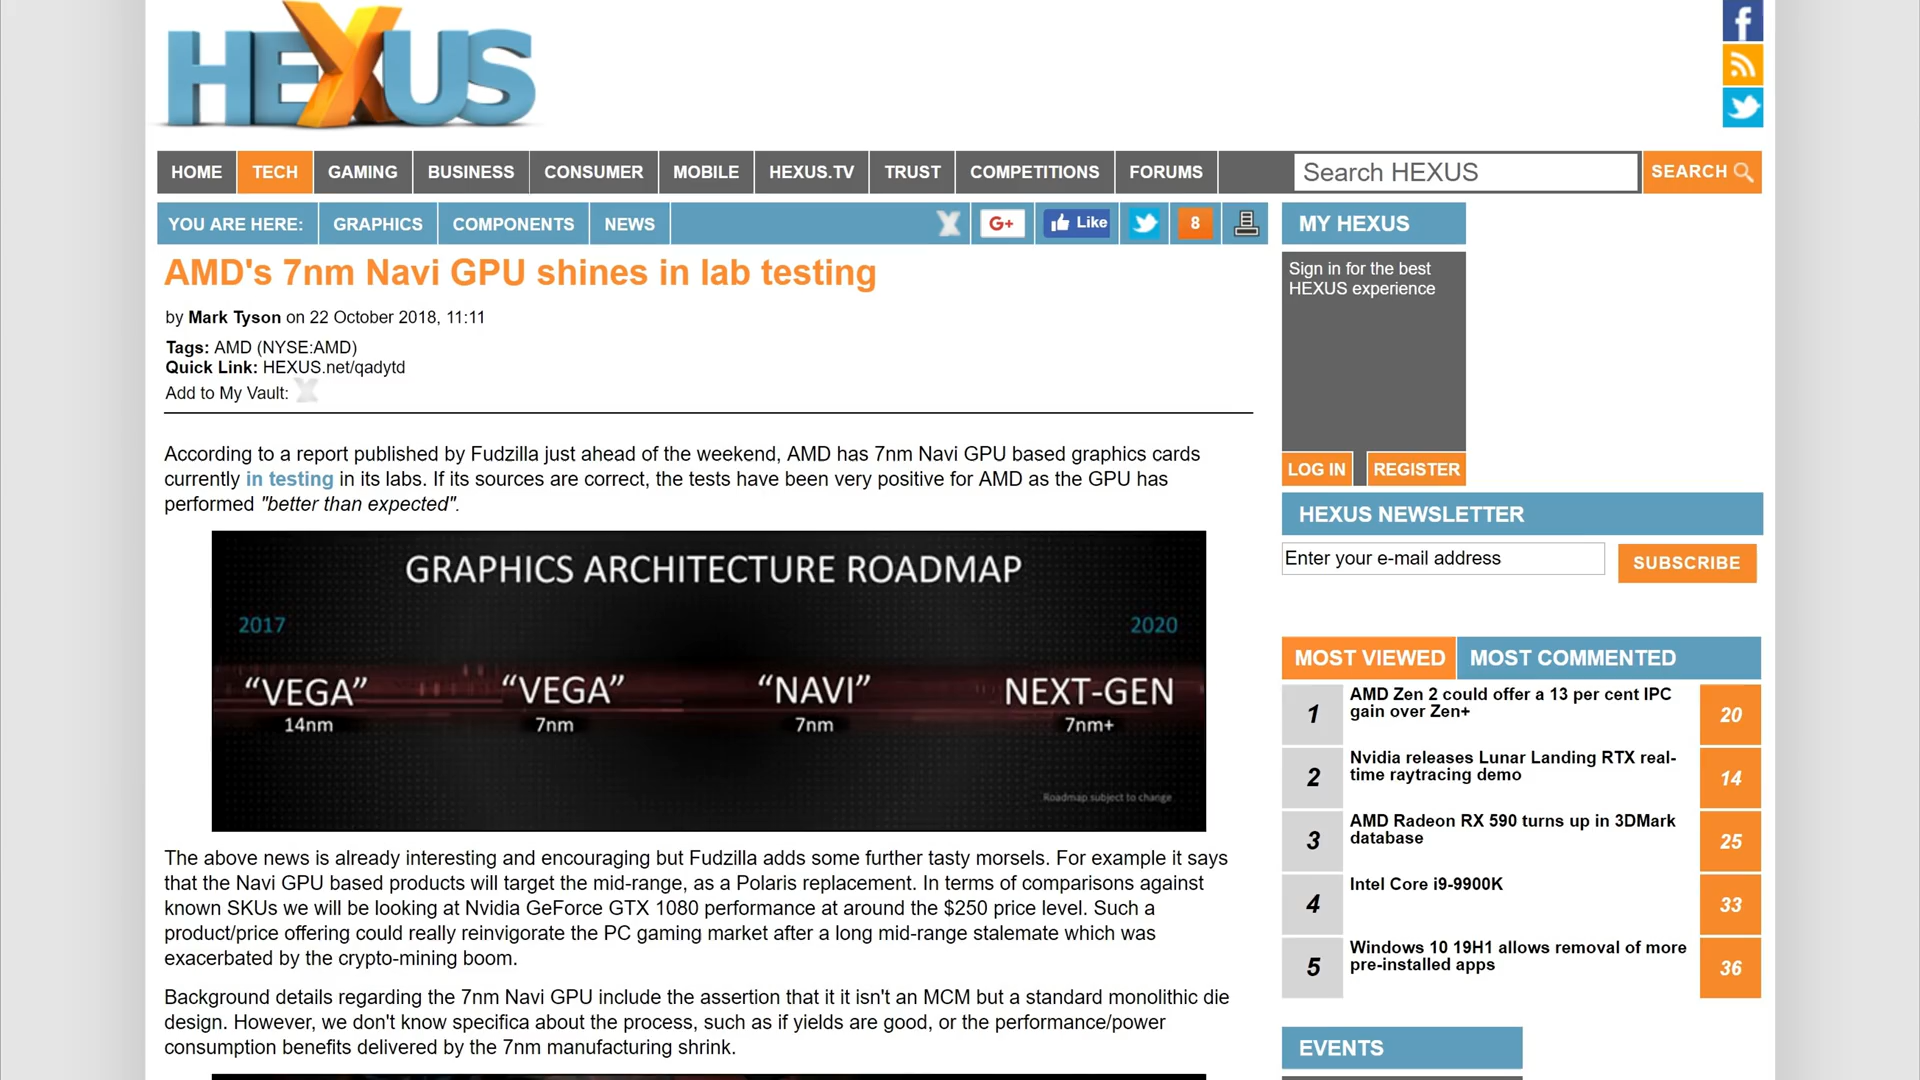 HEXUS
HOME TECH GAMING BUSINESS CONSUMER MOBILE HEXUS.TV TRUST COMPETITIONS FORUMS Search HEXUS SEARCH
YOU ARE HERE: GRAPHICS COMPONENTS NEWS G+ Like 8
MY HEXUS
AMD's 7nm Navi GPU shines in lab testing
by Mark Tyson on 22 October 2018, 11:11
Tags: AMD (NYSE:AMD)
Quick Link: HEXUS.net/qadytd
Add to My Vault:
According to a report published by Fudzilla just ahead of the weekend, AMD has 7nm Navi GPU based graphics cards
currently in testing in its labs. If its sources are correct, the tests have been very positive for AMD as the GPU has
performed "better than expected".
GRAPHICS ARCHITECTURE ROADMAP
2017 2020
“VEGA” “VEGA” “NAVI” NEXT-GEN
14nm 7nm 7nm 7nm+
Roadmap subject to change
The above news is already interesting and encouraging but Fudzilla adds some further tasty morsels. For example it says
that the Navi GPU based products will target the mid-range, as a Polaris replacement. In terms of comparisons against
known SKUs we will be looking at Nvidia GeForce GTX 1080 performance at around the $250 price level. Such a
product/price offering could really reinvigorate the PC gaming market after a long mid-range stalemate which was
exacerbated by the crypto-mining boom.
Background details regarding the 7nm Navi GPU include the assertion that it it isn't an MCM but a standard monolithic die
design. However, we don't know specifica about the process, such as if yields are good, or the performance/power
consumption benefits delivered by the 7nm manufacturing shrink.
Sign in for the best
HEXUS experience
LOG IN REGISTER
HEXUS NEWSLETTER
Enter your e-mail address SUBSCRIBE
MOST VIEWED MOST COMMENTED
1 AMD Zen 2 could offer a 13 per cent IPC
gain over Zen+ 20
2 Nvidia releases Lunar Landing RTX real-
time raytracing demo 14
3 AMD Radeon RX 590 turns up in 3DMark
database 25
4 Intel Core i9-9900K 33
5 Windows 10 19H1 allows removal of more
pre-installed apps 36
EVENTS